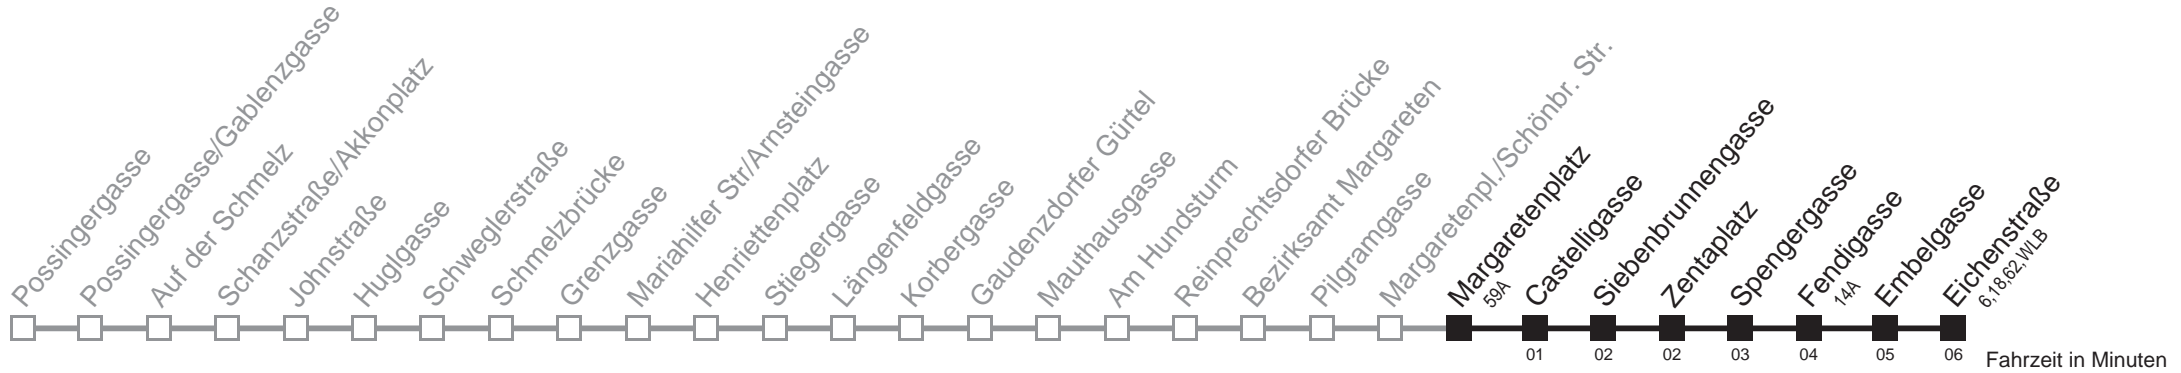 Possingergasse
Possingergasse/Gablenzgasse
Auf der Schmelz
Schanzstraße/Akkonplatz
Johnstraße
Huglgasse
Schweglerstraße
Schmelzbrücke
Grenzgasse
Mariahilfer Str/Arnsteingasse
Henriettenplatz
Stiegergasse
Längenfeldgasse
Korbergasse
Gaudenzdorfer Gürtel
Mauthausgasse
Am Hundsturm
Reinprechtsdorfer Brücke
Bezirksamt Margareten
Pilgramgasse
Margaretenpl./Schönbr. Str.
Margaretenplatz
59A
Castelligasse
Siebenbrunnengasse
Zentaplatz
Spengergasse
Fendigasse
14A
Embelgasse
Eichenstraße
6,18,62,WLB
01 02 02 03 04 05 06 Fahrzeit in Minuten